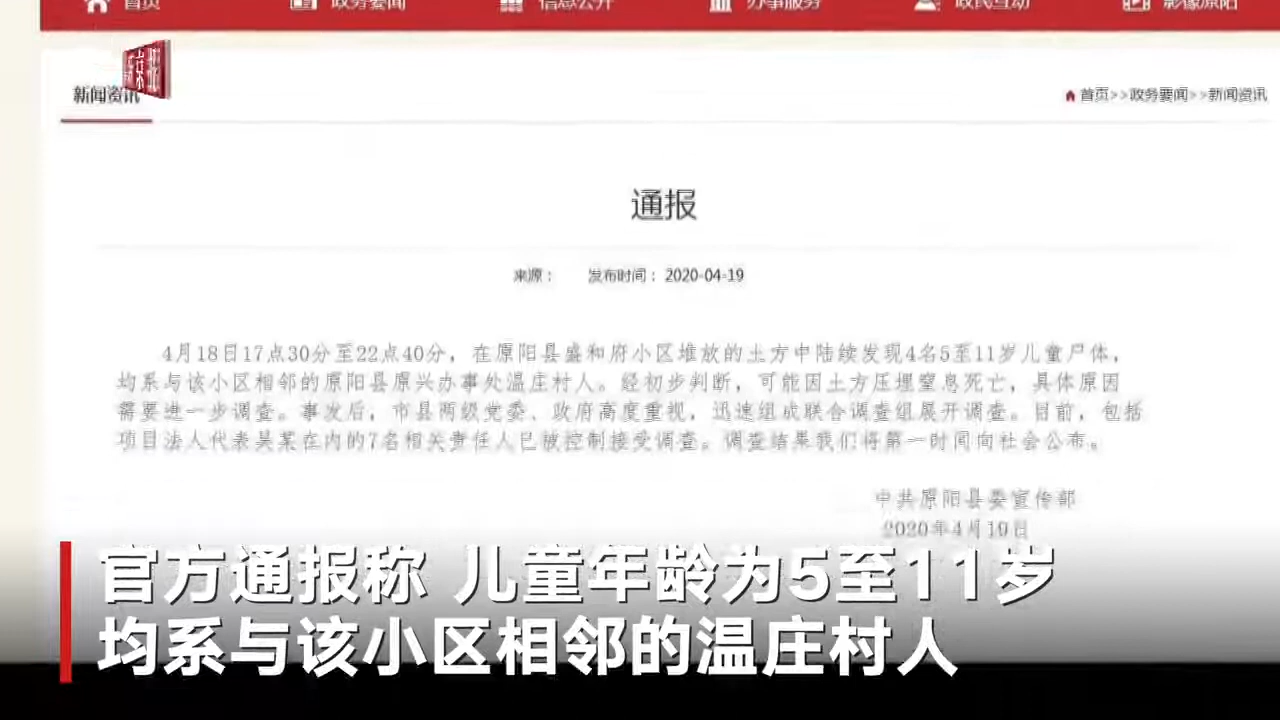 首页 政务要闻 信息公开 办事服务 政民互动 影像原阳
新京报
新闻资讯
首页>>政务要闻>>新闻资讯
通报
来源： 发布时间： 2020-04-19
4月18日17点30分至22点40分，在原阳县盛和府小区堆放的土方中陆续发现4名5至11岁儿童尸体，
均系与该小区相邻的原阳县原兴办事处温庄村人。经初步判断，可能因土方压埋窒息死亡，具体原因
需要进一步调查。事发后，市县两级党委、政府高度重视，迅速组成联合调查组展开调查。目前，包括
项目法人代表吴某在内的7名相关责任人已被控制接受调查。调查结果我们将第一时间向社会公布。
中共原阳县委宣传部
2020年4月19日
官方通报称 儿童年龄为5至11岁
均系与该小区相邻的温庄村人